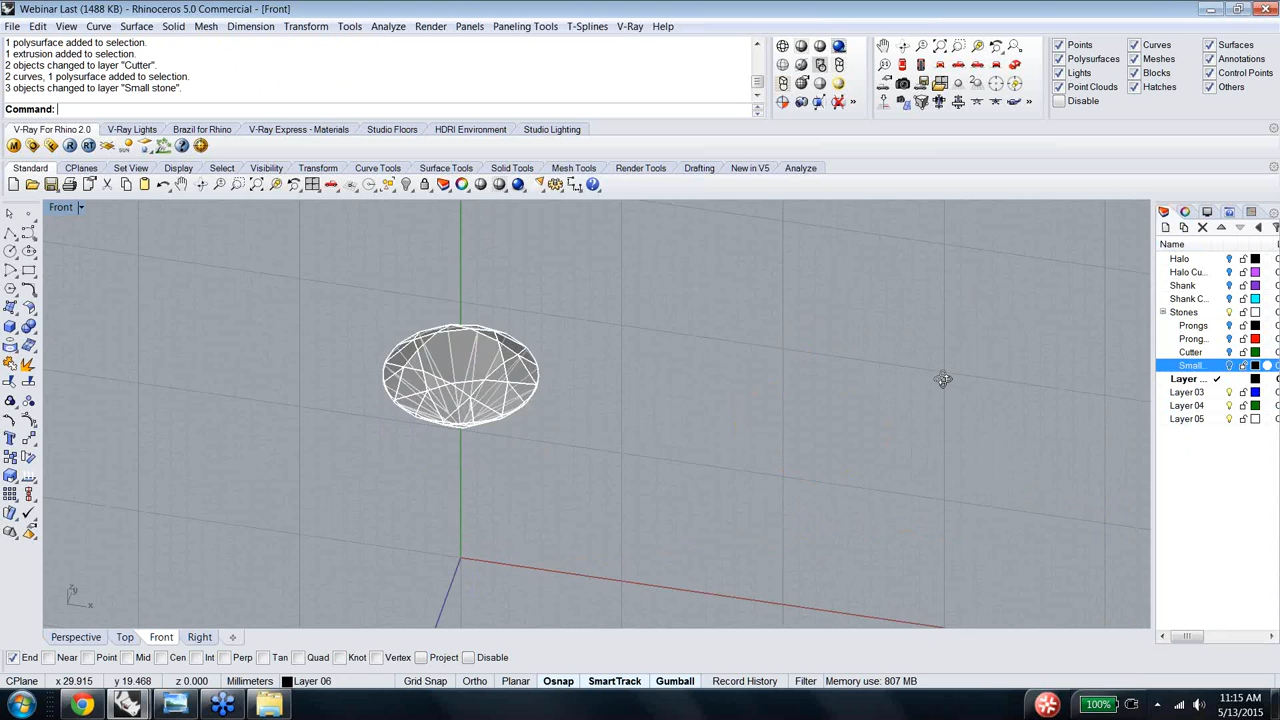 Webinar Last (1488 KB) - Rhinoceros 5.0 Commercial - [Front]
File Edit View Curve Surface Solid Mesh Dimension Transform Tools Analyze Render Panels Paneling Tools T-Splines V-Ray Help
1 polysurface added to selection.
1 extrusion added to selection.
2 objects changed to layer "Cutter".
2 curves, 1 polysurface added to selection.
3 objects changed to layer "Small stone".
Command:
Points Curves Surfaces
Polysurfaces Meshes Annotations
Lights Blocks Control Points
Point Clouds Hatches Others
Disable
V-Ray For Rhino 2.0 V-Ray Lights Brazil for Rhino V-Ray Express - Materials Studio Floors HDRI Environment Studio Lighting
Standard CPlanes Set View Display Select Visibility Transform Curve Tools Surface Tools Solid Tools Mesh Tools Render Tools Drafting New in V5 Analyze
Front
Name
Halo
Halo Cu...
Shank
Shank C...
Stones
Prongs
Prong...
Cutter
Small...
Layer ...
Layer 03
Layer 04
Layer 05
z y
x
Perspective Top Front Right
End Near Point Mid Cen Int Perp Tan Quad Knot Vertex Project Disable
CPlane x 29.915 y 19.468 z 0.000 Millimeters Layer 06 Grid Snap Ortho Planar Osnap SmartTrack Gumball Record History Filter Memory use: 807 MB
100%
11:15 AM
5/13/2015